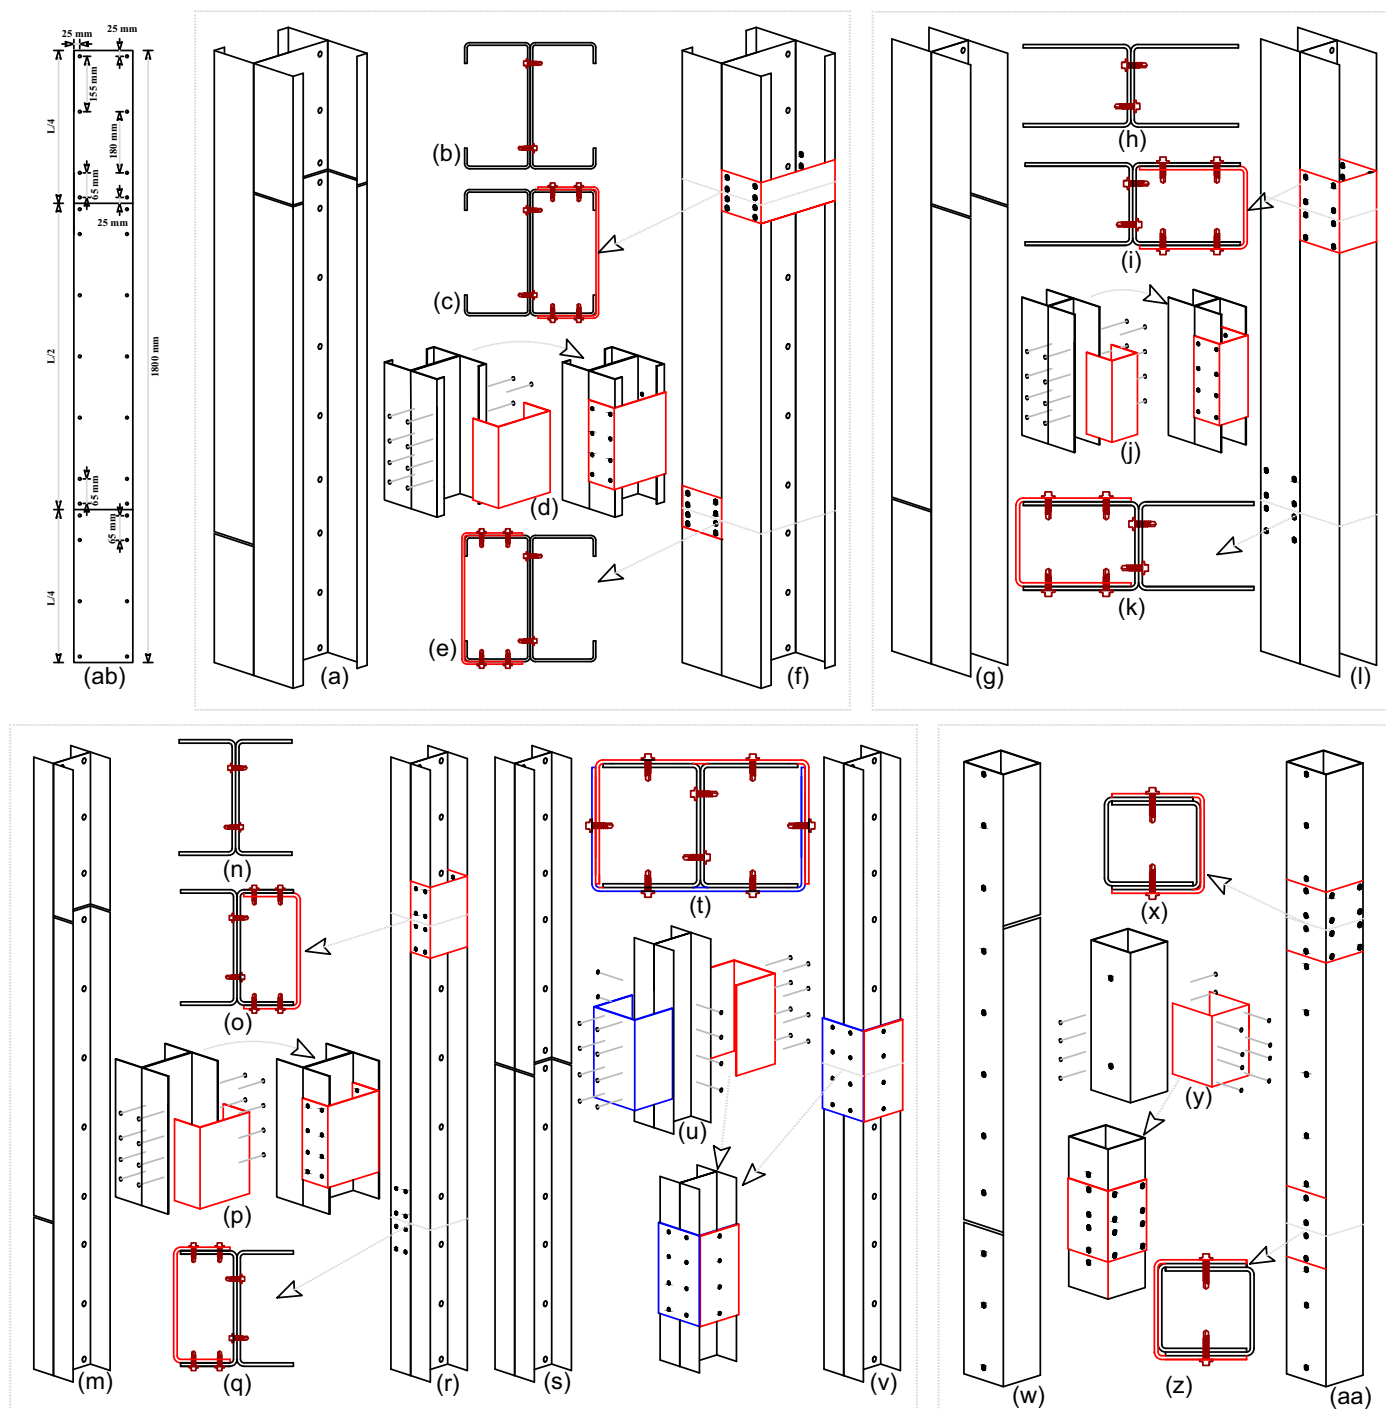 25 mm
25 mm
155 mm
L/4
180 mm
65 mm
25 mm
L/2
1800 mm
65 mm
65 mm
L/4
(ab)
(a)
(b)
(c)
(d)
(e)
(f)
(g)
(h)
(i)
(j)
(k)
(l)
(m)
(n)
(o)
(p)
(q)
(r)
(s)
(t)
(u)
(v)
(w)
(x)
(y)
(z)
(aa)